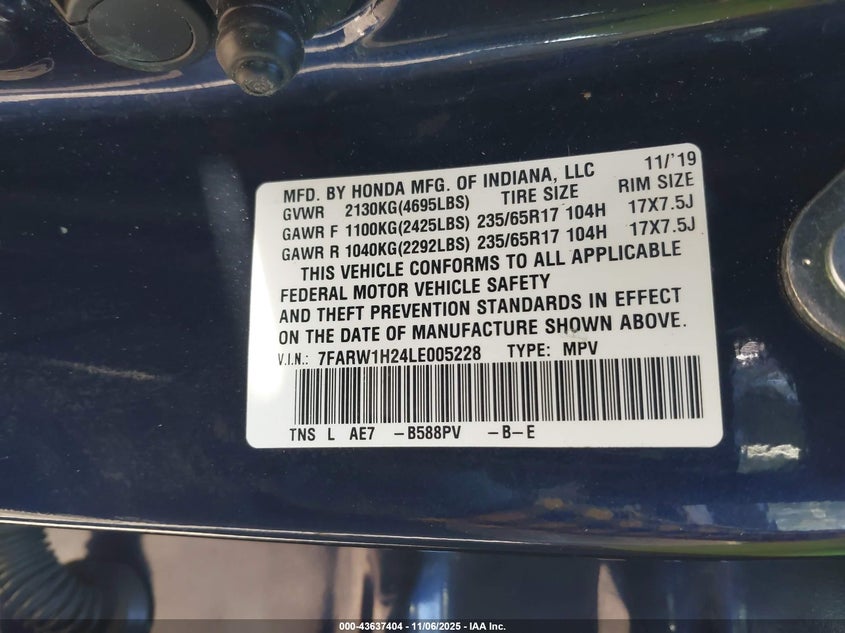 MFD. BY HONDA MFG. OF INDIANA, LLC 11/'19
GVWR 2130KG(4695LBS) TIRE SIZE RIM SIZE
GAWR F 1100KG(2425LBS) 235/65R17 104H 17X7.5J
GAWR R 1040KG(2292LBS) 235/65R17 104H 17X7.5J
THIS VEHICLE CONFORMS TO ALL APPLICABLE
FEDERAL MOTOR VEHICLE SAFETY
AND THEFT PREVENTION STANDARDS IN EFFECT
ON THE DATE OF MANUFACTURE SHOWN ABOVE.
V.I.N.: 7FARW1H24LE005228 TYPE: MPV
TNS L AE7 -B588PV -B-E
000-43637404 - 11/06/2025 - IAA Inc.